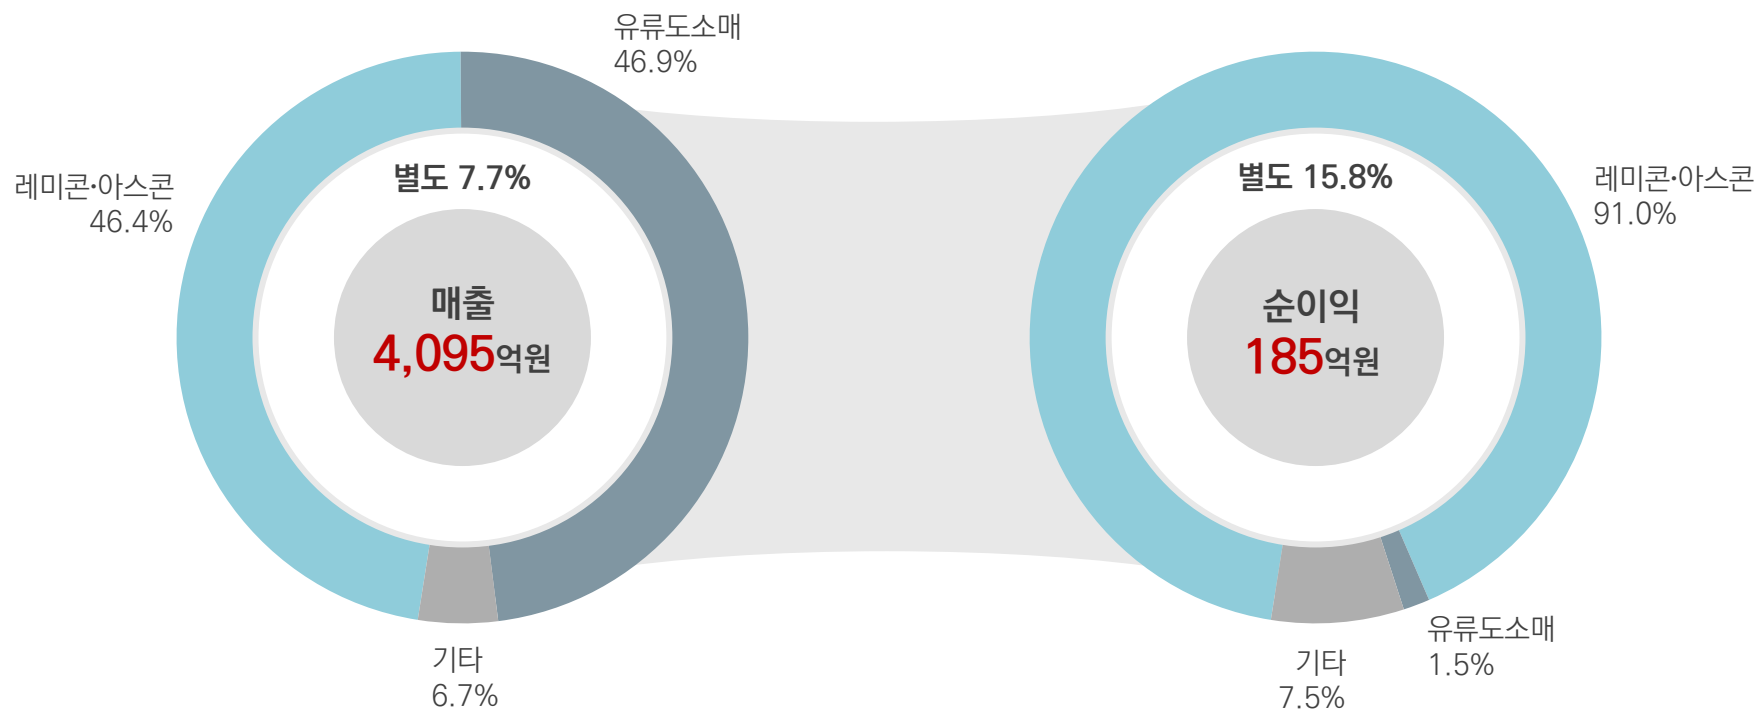 유류도소매
46.9%
레미콘·아스콘
46.4%
별도 7.7%
매출
4,095억원
기타
6.7%
별도 15.8%
순이익
185억원
레미콘·아스콘
91.0%
유류도소매
1.5%
기타
7.5%